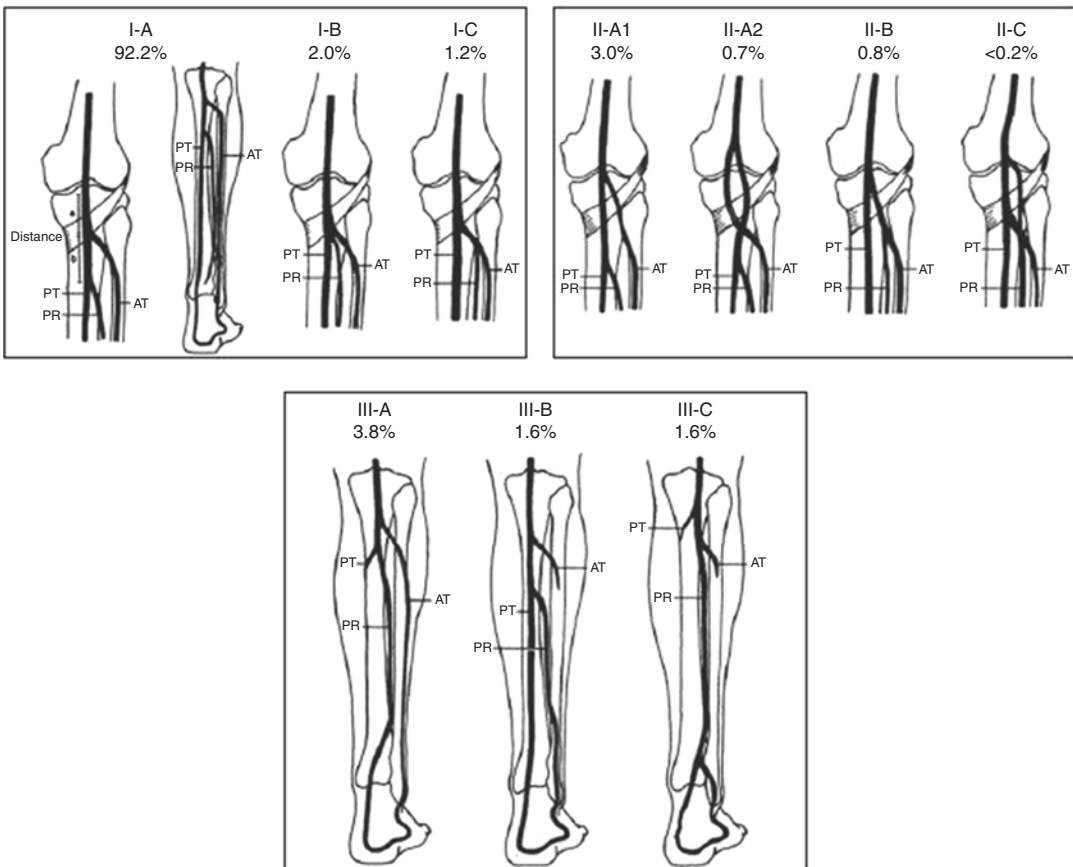 I-A
92.2%
I-B
2.0%
I-C
1.2%
PT
PR
AT
Distance
a
b
PT
PR
AT
PT
PR
AT
PT
PR
AT
II-A1
3.0%
II-A2
0.7%
II-B
0.8%
II-C
<0.2%
PT
PR
AT
PT
PR
AT
PT
PR
AT
PT
PR
AT
III-A
3.8%
III-B
1.6%
III-C
1.6%
PT
AT
PR
AT
PT
PR
PT
AT
PR